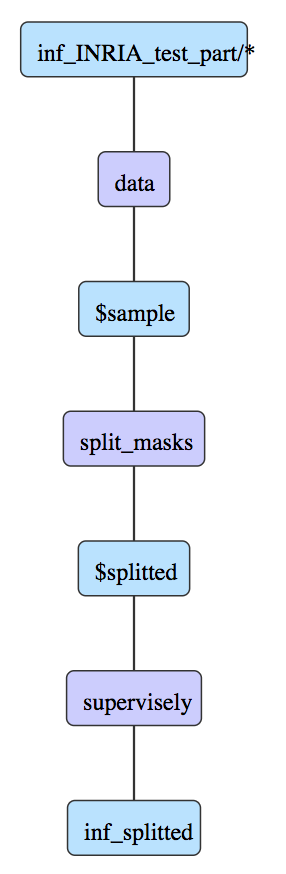 inf_INRIA_test_part/*
data
$sample
split_masks
$splitted
supervisely
inf_splitted